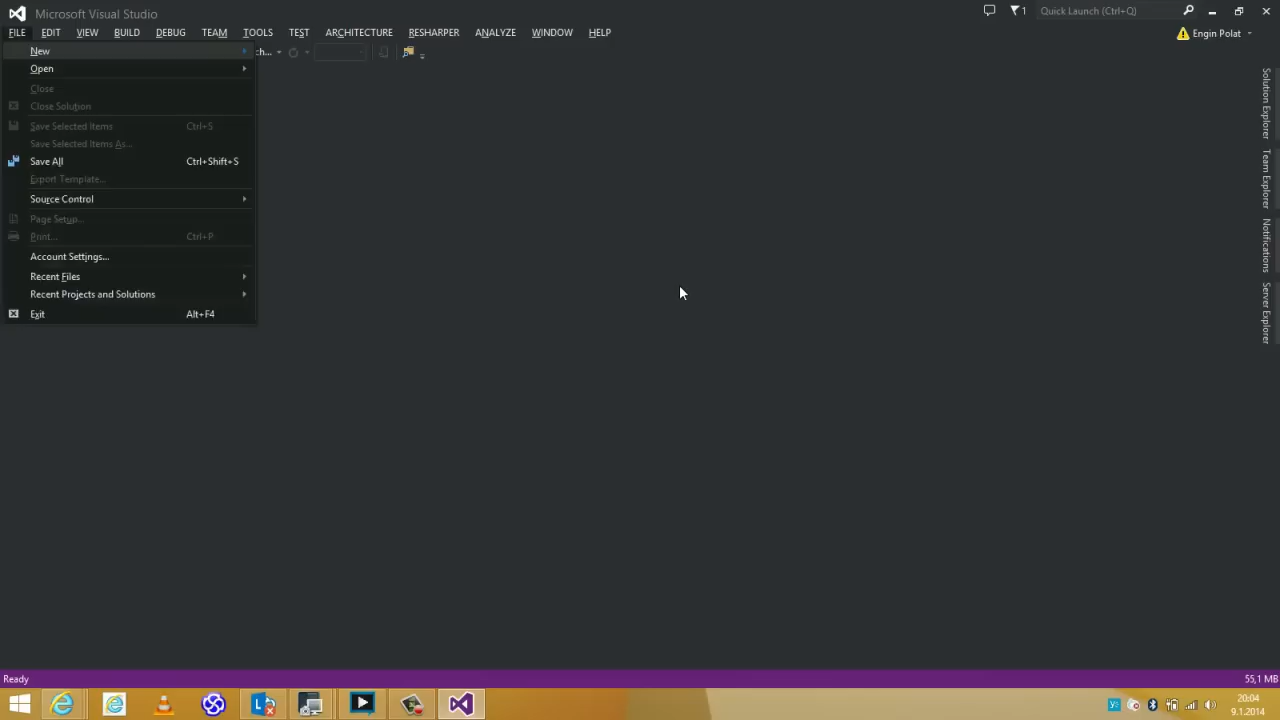 Microsoft Visual Studio
1
Quick Launch (Ctrl+Q)
FILE EDIT VIEW BUILD DEBUG TEAM TOOLS TEST ARCHITECTURE RESHARPER ANALYZE WINDOW HELP
Engin Polat
New
ch...
Open
Close
Close Solution
Save Selected Items Ctrl+S
Save Selected Items As...
Save All Ctrl+Shift+S
Export Template...
Source Control
Page Setup...
Print... Ctrl+P
Account Settings...
Recent Files
Recent Projects and Solutions
Exit Alt+F4
Solution Explorer
Team Explorer
Notifications
Server Explorer
Ready
55,1 MB
20:04
9.1.2014